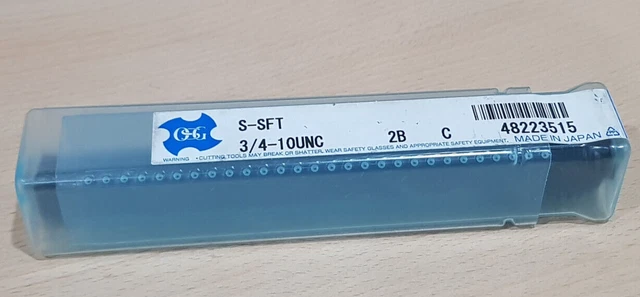 OSG
S-SFT
3/4-10UNC 2B C 48223515
MADE IN JAPAN
WARNING • CUTTING TOOLS MAY BREAK OR SHATTER, WEAR SAFETY GLASSES AND APPROPRIATE SAFETY EQUIPMENT.